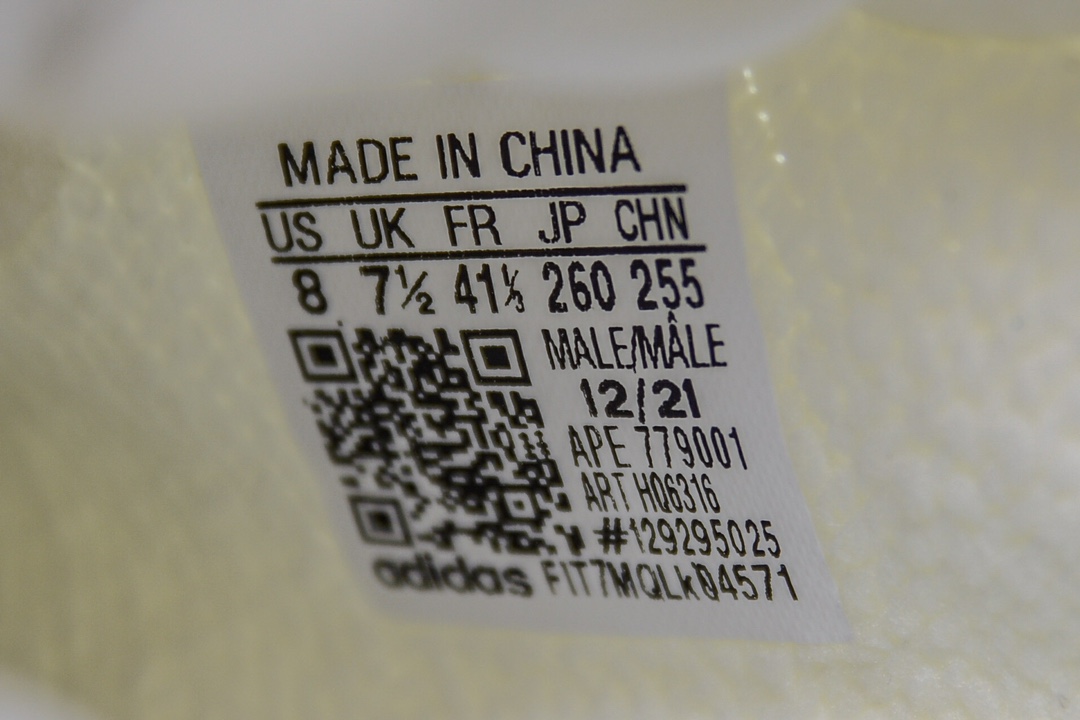 MADE IN CHINA
US UK FR JP CHN
8 7½ 41⅓ 260 255
MALE/MÂLE
12/21
APE 779001
ART HQ6316
#129295025
adidas FIT7MQLk04571